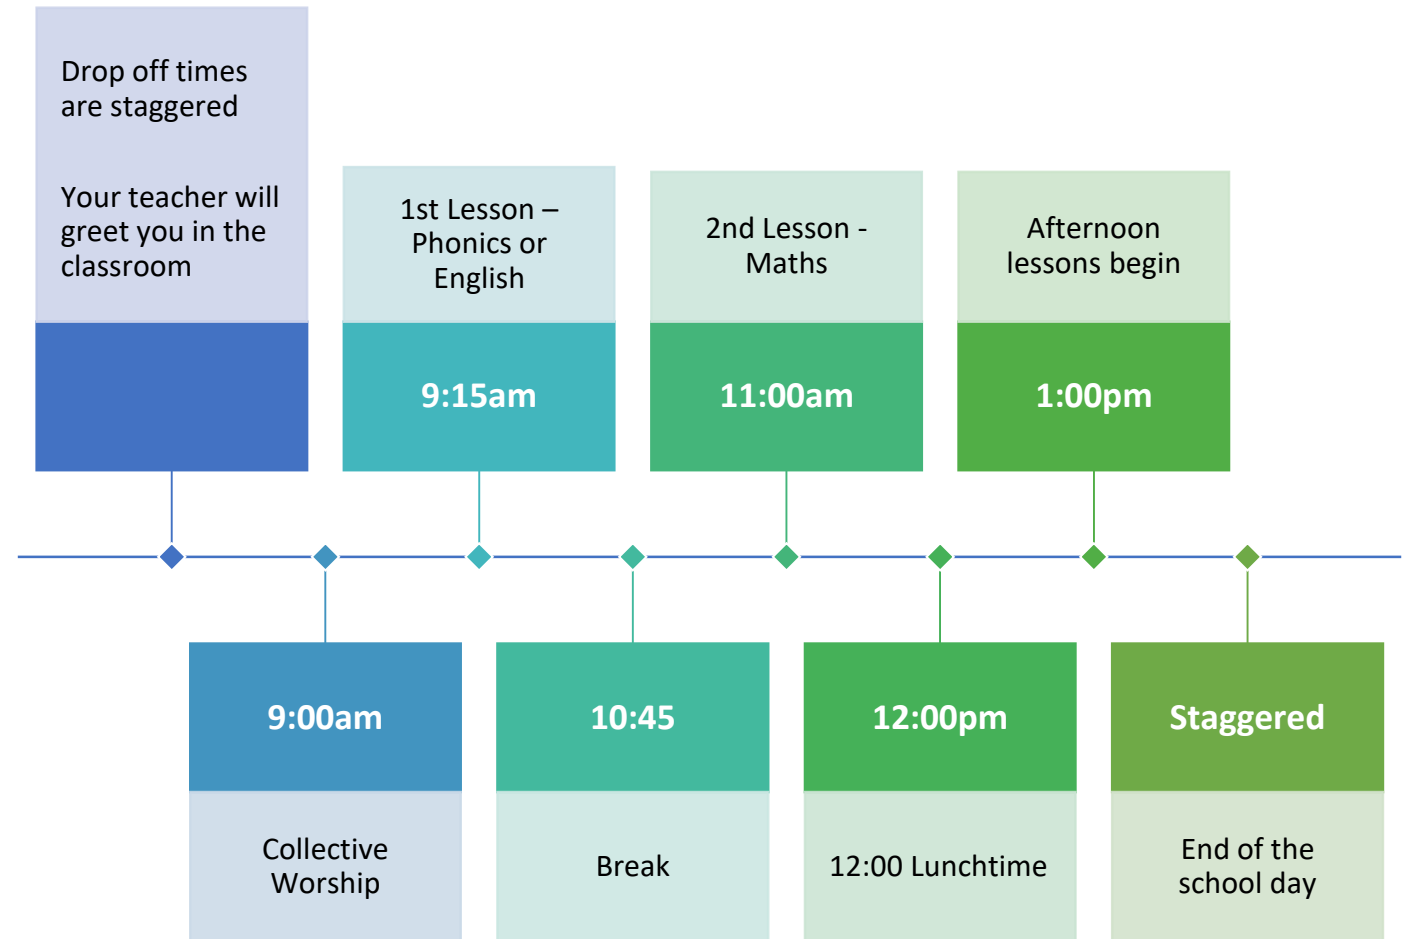 Drop off times
are staggered
Your teacher will
greet you in the
classroom
9:00am
Collective
Worship
1st Lesson –
Phonics or
English
9:15am
10:45
Break
2nd Lesson -
Maths
11:00am
12:00pm
12:00 Lunchtime
Afternoon
lessons begin
1:00pm
Staggered
End of the
school day